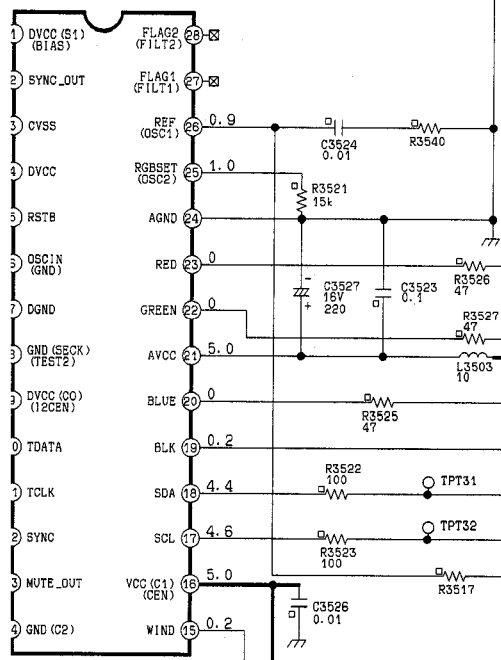 1 DVCC(S1) (BIAS)
FLAG2 (FILT2) 28
2 SYNC_OUT
FLAG1 (FILT1) 27
3 CVSS
REF (OSC1) 26 0.9
C3524 0.01
R3540
4 DVCC
RGBSET (OSC2) 25 1.0
R3521 15k
5 RSTB
AGND 24
6 OSCIN (GND)
RED 23 0
C3527 16V 220
- +
C3523 0.1
R3526 47
7 DGND
GREEN 22 0
R3527 47
8 GND(SECK) (TEST2)
AVCC 21 5.0
L3503 10
9 DVCC(CO) (I2CEN)
BLUE 20 0
R3525 47
0 TDATA
BLK 19 0.2
1 TCLK
SDA 18 4.4
R3522 100
TPT31
2 SYNC
SCL 17 4.6
R3523 100
TPT32
3 MUTE_OUT
VCC(C1) (CEN) 16 5.0
R3517
C3526 0.01
4 GND(C2)
WIND 15 0.2